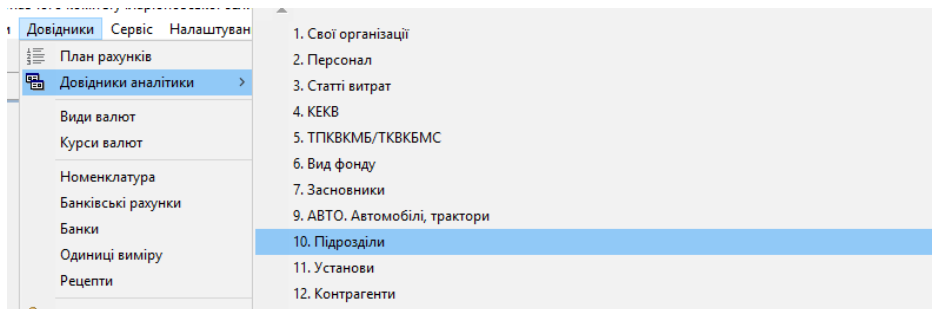 Довідники Сервіс Налаштуван
План рахунків
Довідники аналітики
Види валют
Курси валют
Номенклатура
Банківські рахунки
Банки
Одиниці виміру
Рецепти
1. Свої організації
2. Персонал
3. Статті витрат
4. КЕКВ
5. ТПКВКМБ/ТКВКБМС
6. Вид фонду
7. Засновники
9. АВТО. Автомобілі, трактори
10. Підрозділи
11. Установи
12. Контрагенти